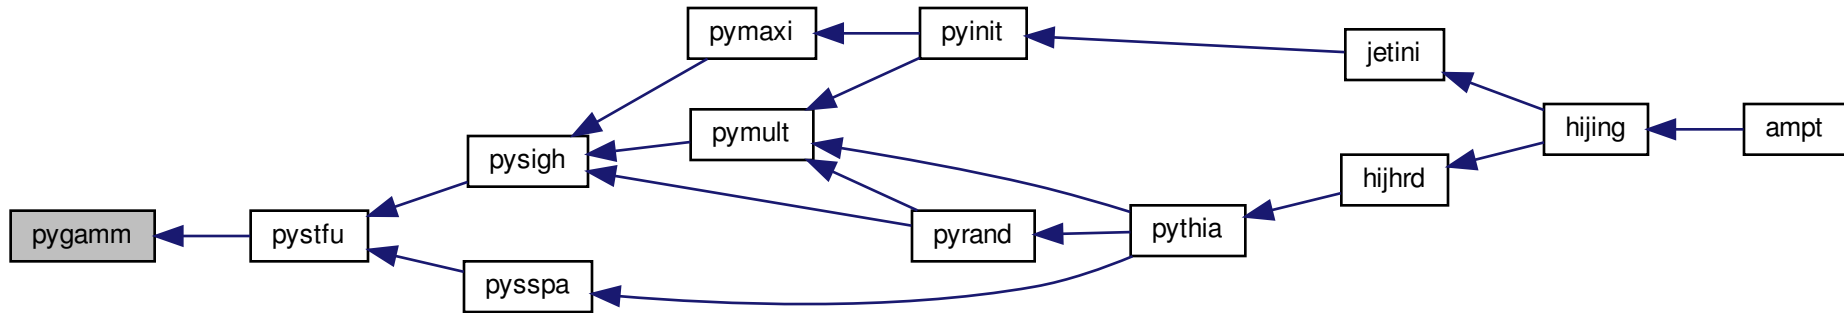 pymaxi
pyinit
jetini
pymult
hijing
ampt
pysigh
hijhrd
pygamm
pystfu
pyrand
pythia
pysspa